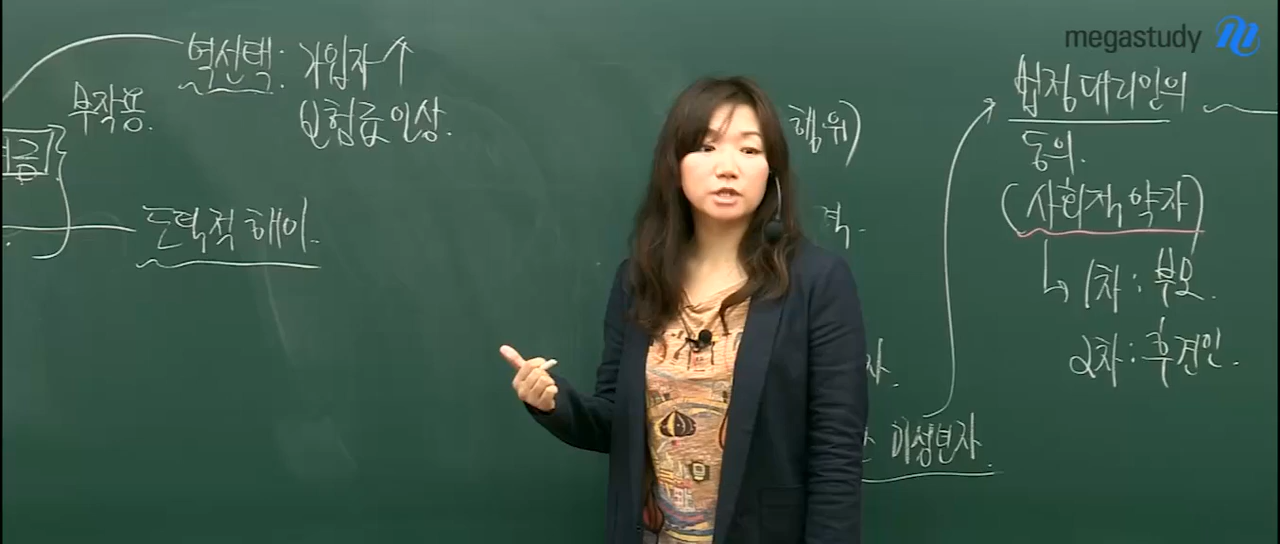 megastudy
역선택: 가입자↑
보험료 인상.
부작용.
도덕적 해이.
행위)
법정대리인의
동의.
(사회적 약자)
↳ 1차: 부모.
2차: 후견인.
미성년자.